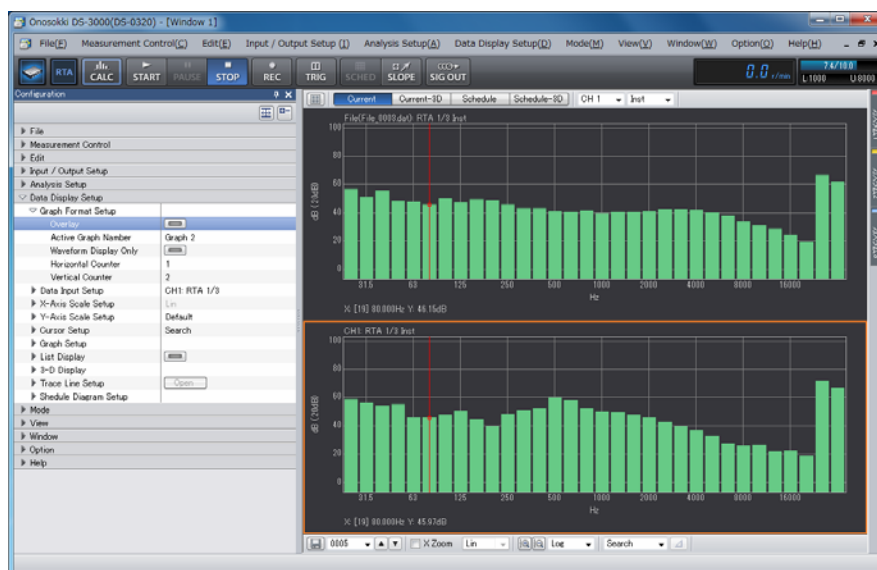 Onosokki DS-3000(DS-0320) - [Window 1]
File(F) Measurement Control(C) Edit(E) Input / Output Setup (I) Analysis Setup(A) Data Display Setup(D) Mode(M) View(V) Window(W) Option(O) Help(H)
RTA CALC START PAUSE STOP REC TRIG SCHED SLOPE SIG OUT 0.0 r/min 7.4/10.0
L:1000 U:8000
Configuration
Current Current-3D Schedule Schedule-3D CH 1 Inst
File
Measurement Control
Edit
Input / Output Setup
Analysis Setup
Data Display Setup
Graph Format Setup
Overlay
Active Graph Namber Graph 2
Waveform Display Only
Horizontal Counter 1
Vertical Counter 2
Data Input Setup CH1: RTA 1/3
X-Axis Scale Setup Lin
Y-Axis Scale Setup Default
Cursor Setup Search
Graph Setup
List Display
3-D Display
Trace Line Setup Open
Shedule Diagram Setup
Mode
View
Window
Option
Help
File(File_0003.dat) RTA 1/3 Inst
100
80
60
40
20
0
dB (20dB)
31.5 63 125 250 500 1000 2000 4000 8000 16000
Hz
X: [19] 80.000Hz Y: 46.15dB
CH1: RTA 1/3 Inst
100
80
60
40
20
0
dB (20dB)
31.5 63 125 250 500 1000 2000 4000 8000 16000
Hz
X: [19] 80.000Hz Y: 45.97dB
0005 X Zoom Lin Log Search